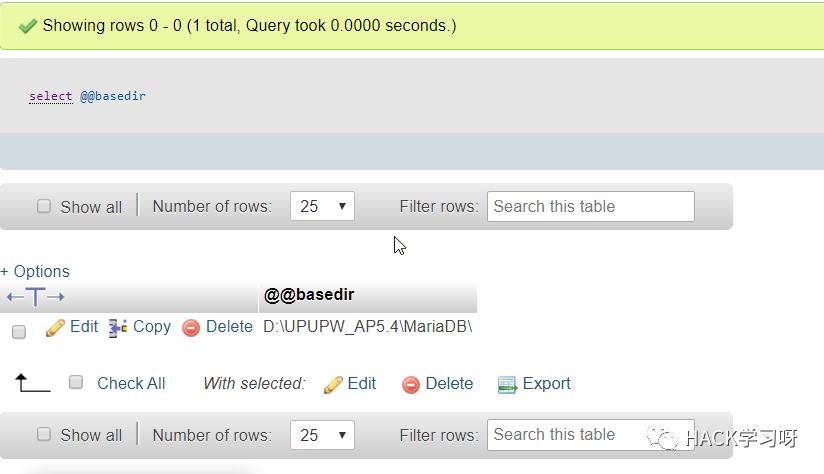 Showing rows 0 - 0 (1 total, Query took 0.0000 seconds.)
select @@basedir
Show all Number of rows: 25 Filter rows: Search this table
+ Options
←T→ @@basedir
Edit Copy Delete D:\UPUPW_AP5.4\MariaDB\
Check All With selected: Edit Delete Export
Show all Number of rows: 25 Filter rows: Search this table
HACK学习呀